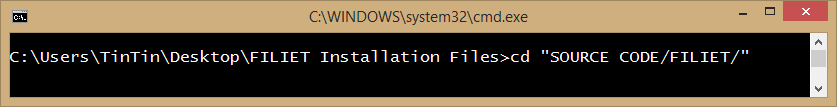 C:\WINDOWS\system32\cmd.exe
C:\Users\TinTin\Desktop\FILIET Installation Files>cd "SOURCE CODE/FILIET/"